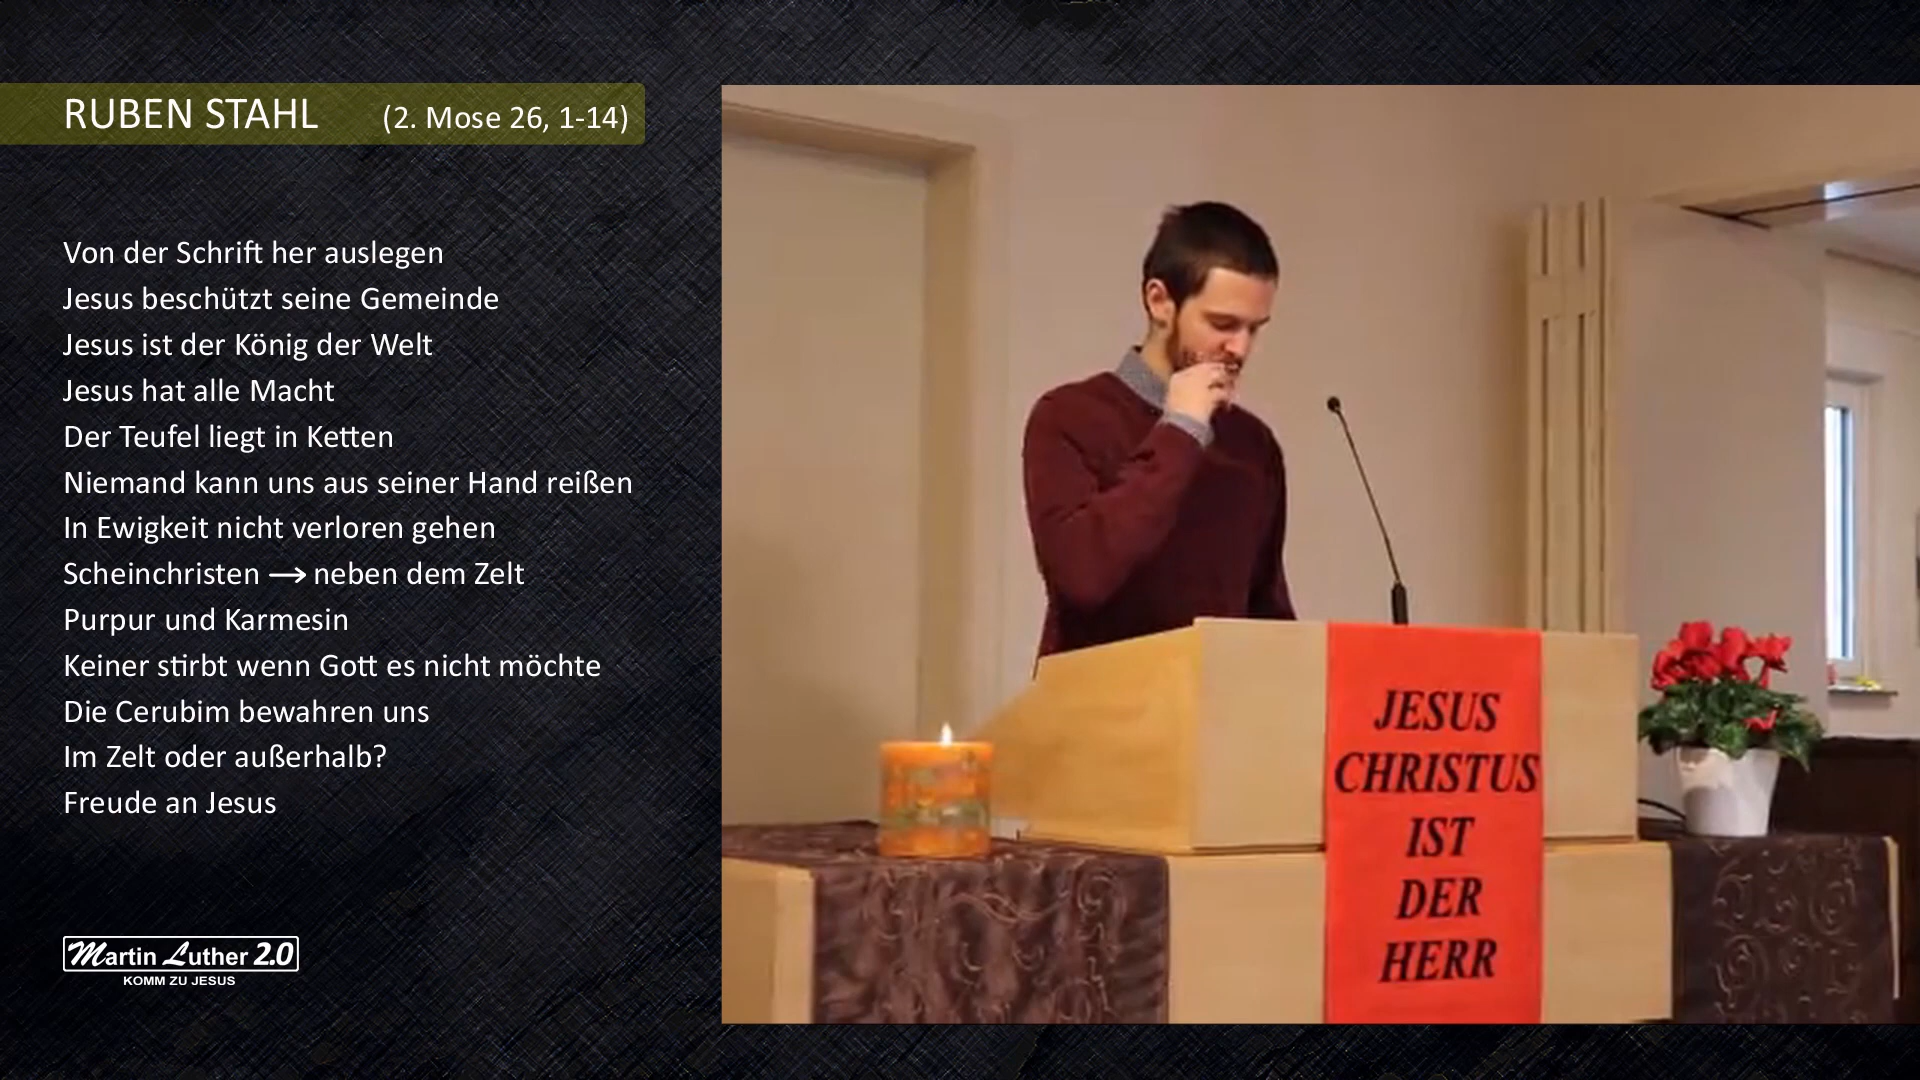 RUBEN STAHL (2. Mose 26, 1-14)
Von der Schrift her auslegen
Jesus beschützt seine Gemeinde
Jesus ist der König der Welt
Jesus hat alle Macht
Der Teufel liegt in Ketten
Niemand kann uns aus seiner Hand reißen
In Ewigkeit nicht verloren gehen
Scheinchristen → neben dem Zelt
Purpur und Karmesin
Keiner stirbt wenn Gott es nicht möchte
Die Cerubim bewahren uns
Im Zelt oder außerhalb?
Freude an Jesus
Martin Luther 2.0
KOMM ZU JESUS
JESUS
CHRISTUS
IST
DER
HERR